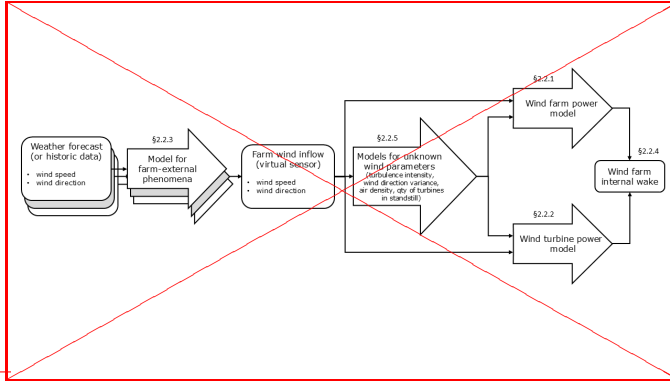 Weather forecast
(or historic data)
• wind speed
• wind direction
§2.2.3
Model for
farm-external
phenomena
Farm wind inflow
(virtual sensor)
• wind speed
• wind direction
§2.2.5
Models for unknown
wind parameters
(turbulence intensity,
wind direction variance,
air density, qty of turbines
in standstill)
§2.2.1
Wind farm power
model
§2.2.2
Wind turbine power
model
§2.2.4
Wind farm
internal wake